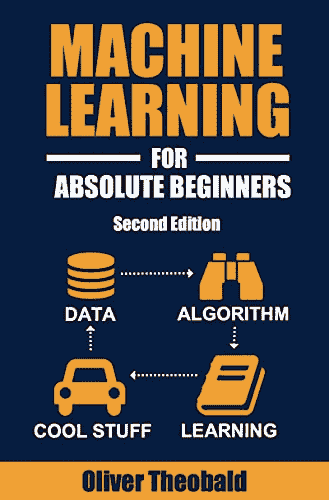 MACHINE
LEARNING
FOR
ABSOLUTE BEGINNERS
Second Edition
DATA
ALGORITHM
COOL STUFF
LEARNING
Oliver Theobald